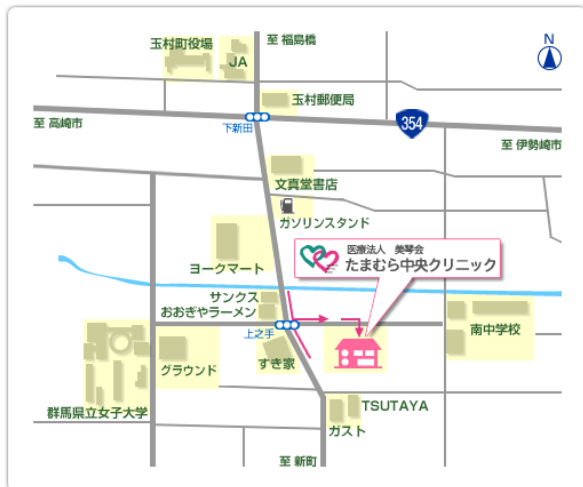 至 福島橋
玉村町役場
JA
N
玉村郵便局
354
至 高崎市
下新田
至 伊勢崎市
文真堂書店
ガソリンスタンド
医療法人 美琴会
たまむら中央クリニック
ヨークマート
サンクス
おおぎやラーメン
上之手
南中学校
グラウンド
すき家
群馬県立女子大学
TSUTAYA
ガスト
至 新町